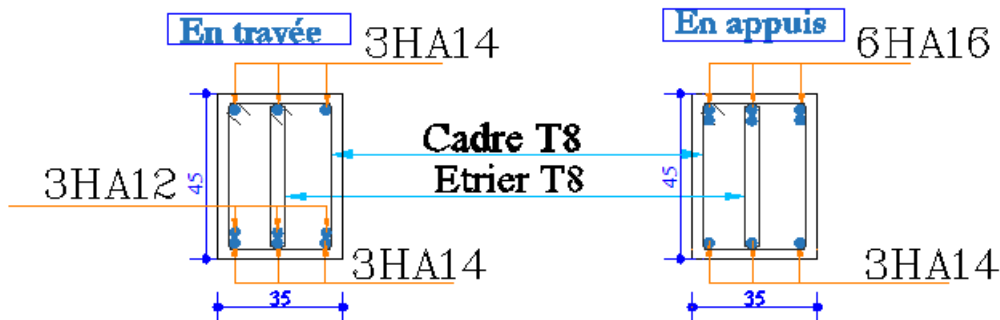 En travée
En appuis
3HA14
6HA16
Cadre T8
Etrier T8
3HA12
45
45
3HA14
3HA14
35
35